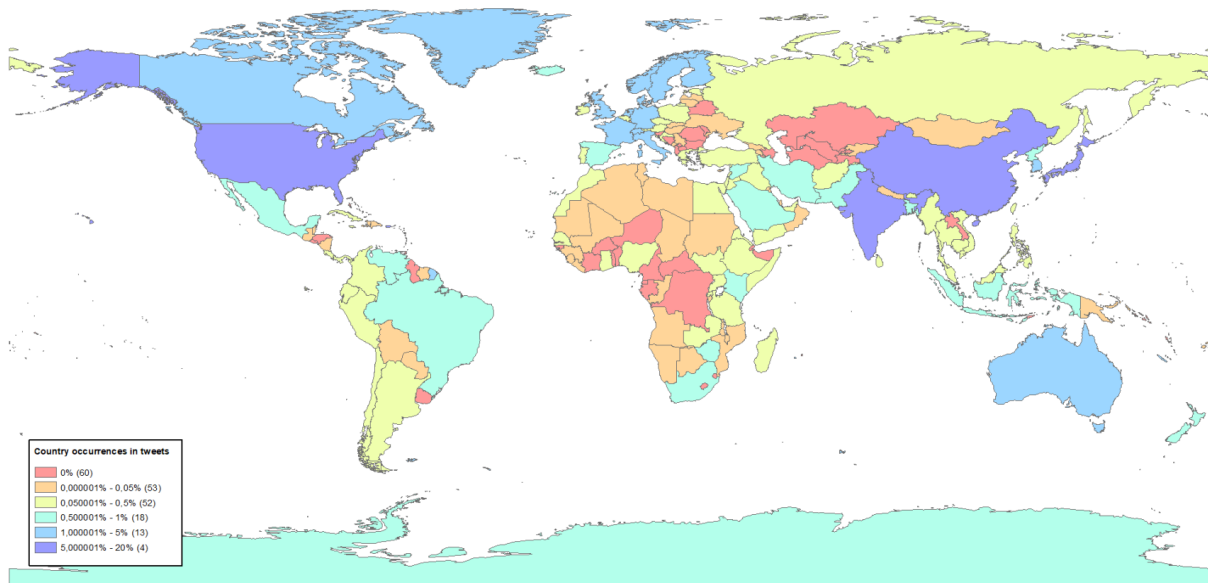 Country occurrences in tweets
0% (60)
0,000001% - 0,05% (53)
0,050001% - 0,5% (52)
0,500001% - 1% (18)
1,000001% - 5% (13)
5,000001% - 20% (4)